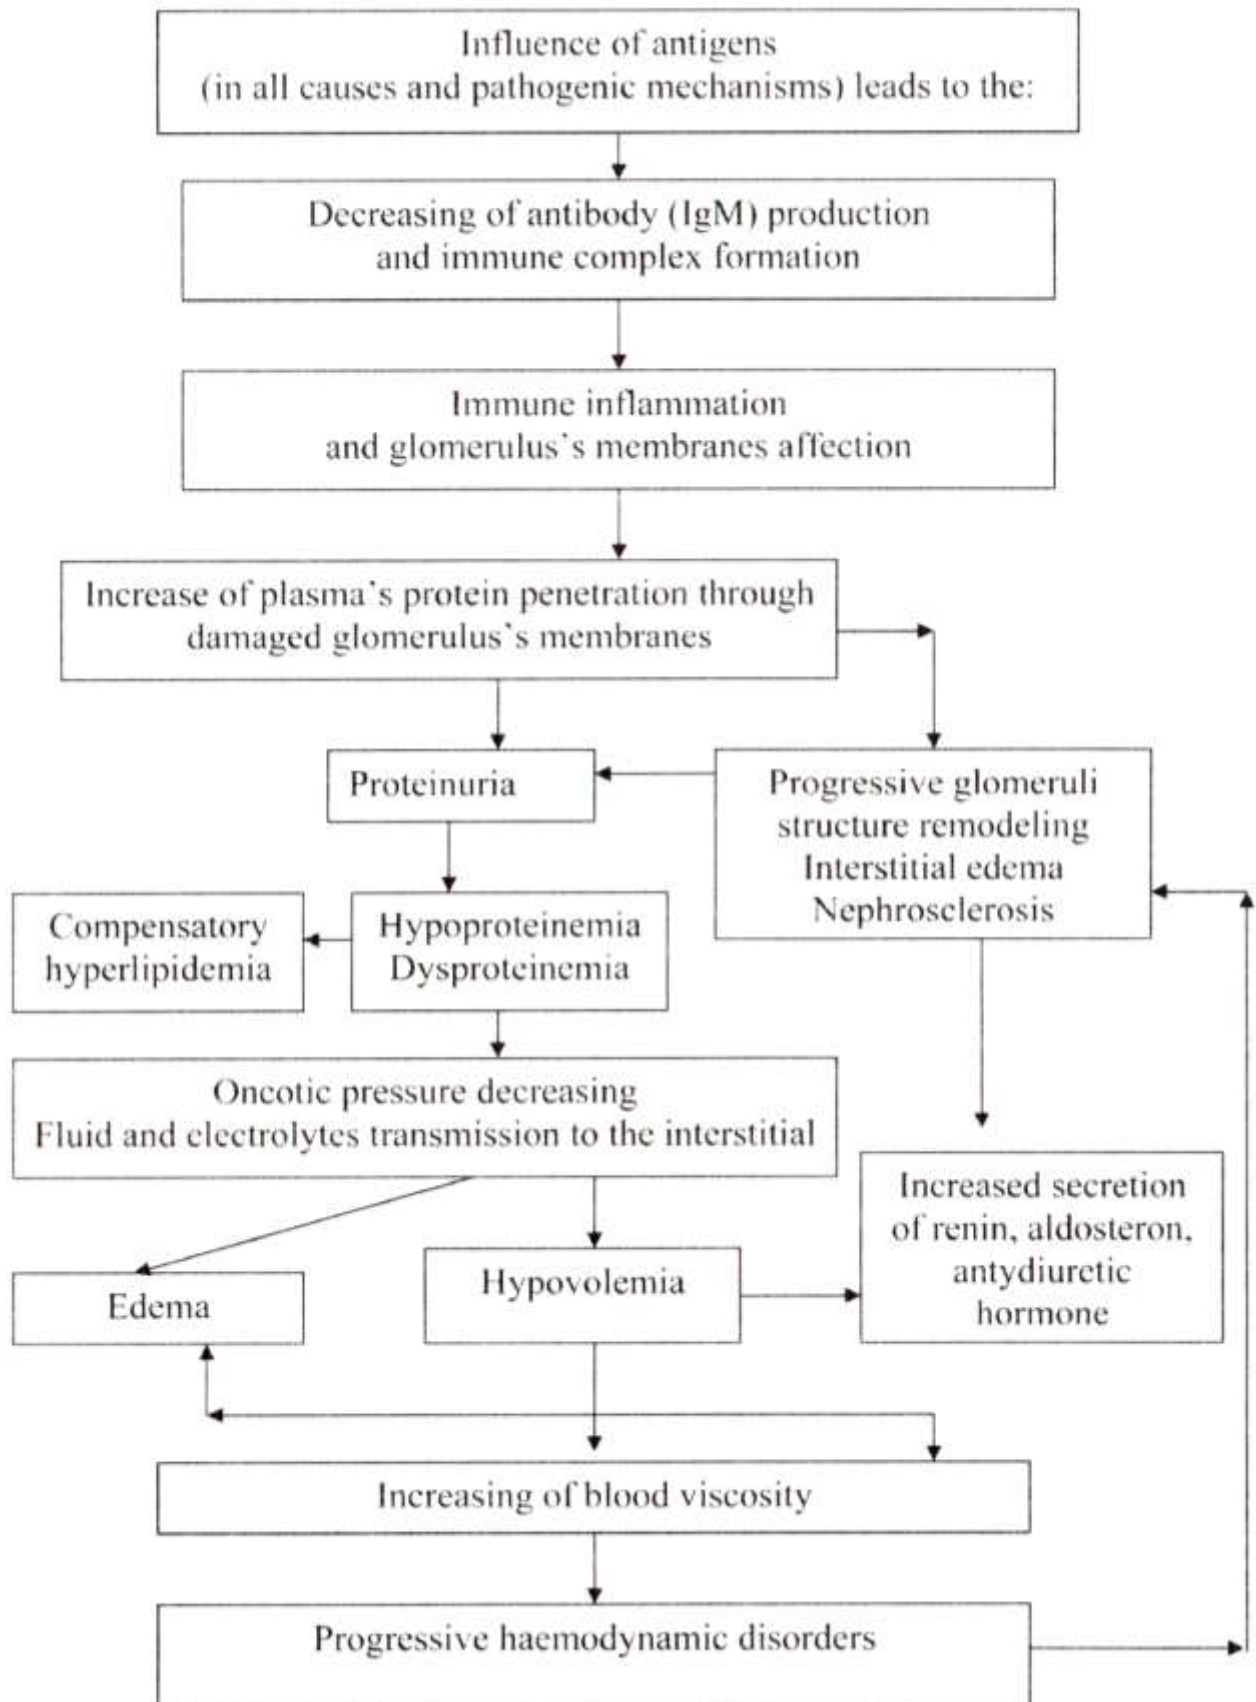 Influence of antigens
(in all causes and pathogenic mechanisms) leads to the:
Decreasing of antibody (IgM) production
and immune complex formation
Immune inflammation
and glomerulus`s membranes affection
Increase of plasma`s protein penetration through
damaged glomerulus`s membranes
Proteinuria
Progressive glomeruli
structure remodeling
Interstitial edema
Nephrosclerosis
Compensatory
hyperlipidemia
Hypoproteinemia
Dysproteinemia
Oncotic pressure decreasing
Fluid and electrolytes transmission to the interstitial
Increased secretion
of renin, aldosteron,
antydiuretic
hormone
Edema
Hypovolemia
Increasing of blood viscosity
Progressive haemodynamic disorders